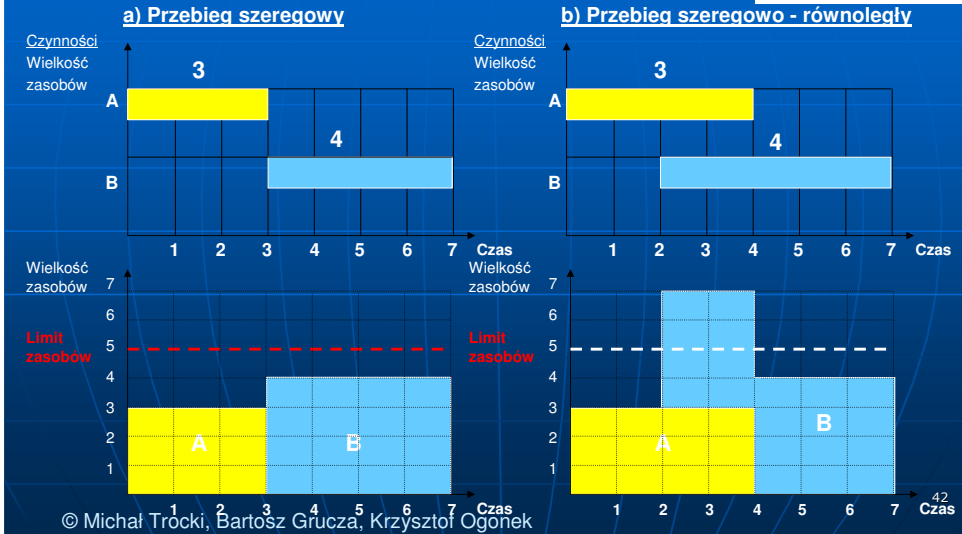 a) Przebieg szeregowy
Czynności
Wielkość
zasobów
3
A
4
B
1 2 3 4 5 6 7 Czas
Wielkość
zasobów
7
6
Limit
zasobów
5
4
3
2
1
A
B
1 2 3 4 5 6 7 Czas
b) Przebieg szeregowo - równoległy
Czynności
Wielkość
zasobów
3
A
4
B
1 2 3 4 5 6 7 Czas
Wielkość
zasobów
7
6
Limit
zasobów
5
4
3
2
1
A
B
1 2 3 4 5 6 7 Czas
42
© Michał Trocki, Bartosz Grucza, Krzysztof Ogonek